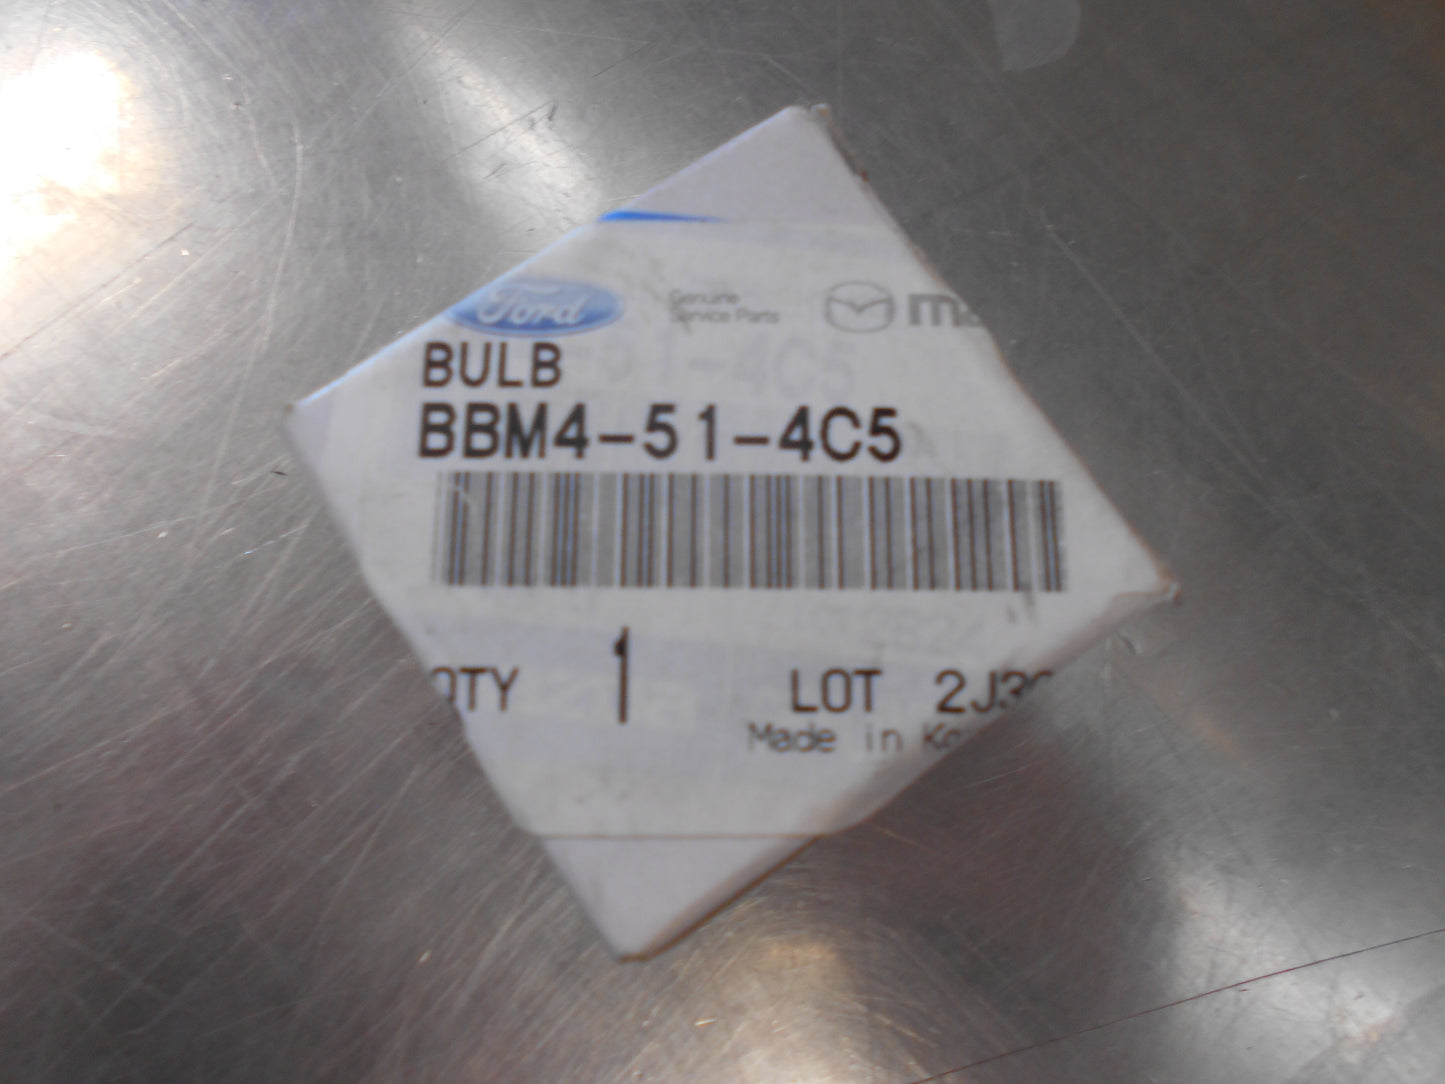 Ford
Genuine
Service Parts
BULB
BBM4-51-4C5
QTY 1 LOT
Made in